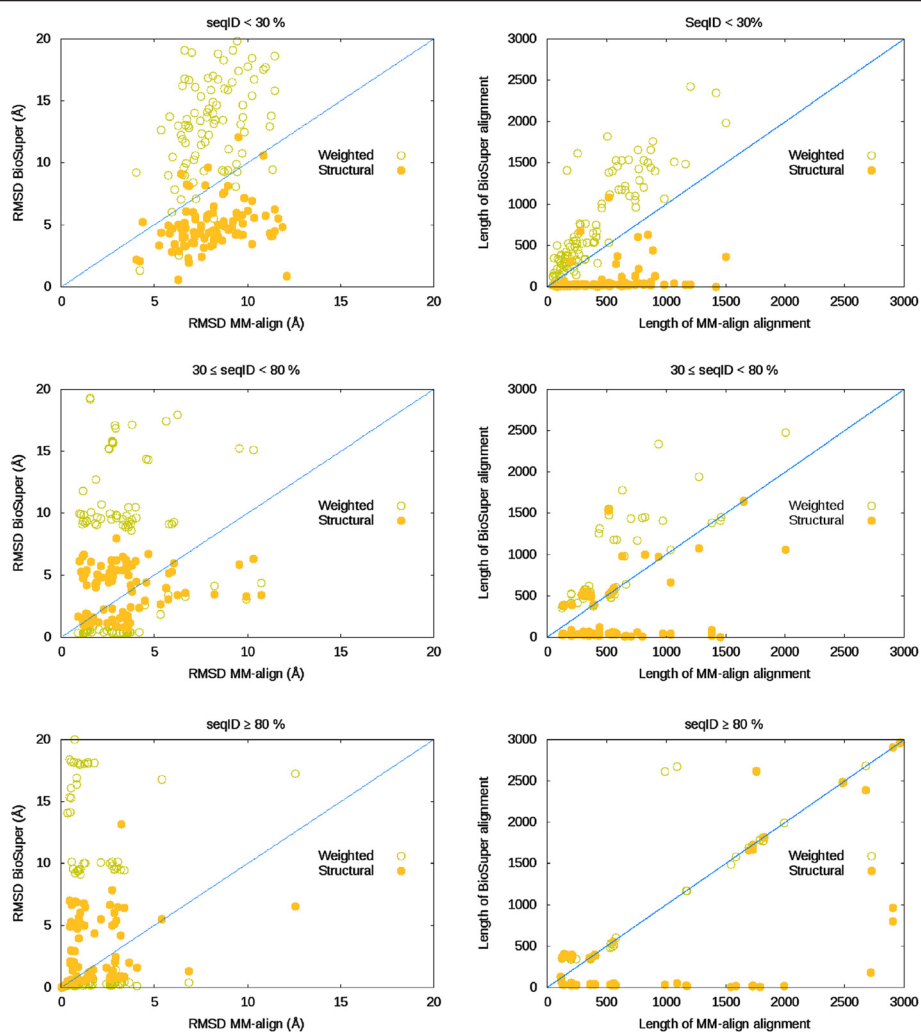 seqID < 30 %
20
15
10
5
0
0 5 10 15 20
RMSD BioSuper (Å)
RMSD MM-align (Å)
Weighted
Structural
SeqID < 30%
3000
2500
2000
1500
1000
500
0
0 500 1000 1500 2000 2500 3000
Length of BioSuper alignment
Length of MM-align alignment
Weighted
Structural
30 ≤ seqID < 80 %
20
15
10
5
0
0 5 10 15 20
RMSD BioSuper (Å)
RMSD MM-align (Å)
Weighted
Structural
30 ≤ seqID < 80 %
3000
2500
2000
1500
1000
500
0
0 500 1000 1500 2000 2500 3000
Length of BioSuper alignment
Length of MM-align alignment
Weighted
Structural
seqID ≥ 80 %
20
15
10
5
0
0 5 10 15 20
RMSD BioSuper (Å)
RMSD MM-align (Å)
Weighted
Structural
seqID ≥ 80 %
3000
2500
2000
1500
1000
500
0
0 500 1000 1500 2000 2500 3000
Length of BioSuper alignment
Length of MM-align alignment
Weighted
Structural